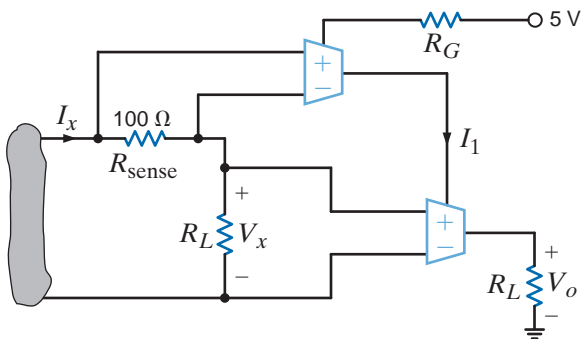 5 V
R_G
+
−
I_x
100 Ω
R_sense
I_1
+
R_L
V_x
−
+
−
+
R_L
V_o
−